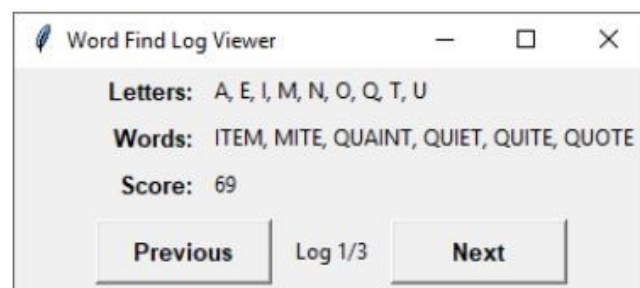 Word Find Log Viewer
Letters: A, E, I, M, N, O, Q, T, U
Words: ITEM, MITE, QUAINT, QUIET, QUITE, QUOTE
Score: 69
Previous Log 1/3 Next